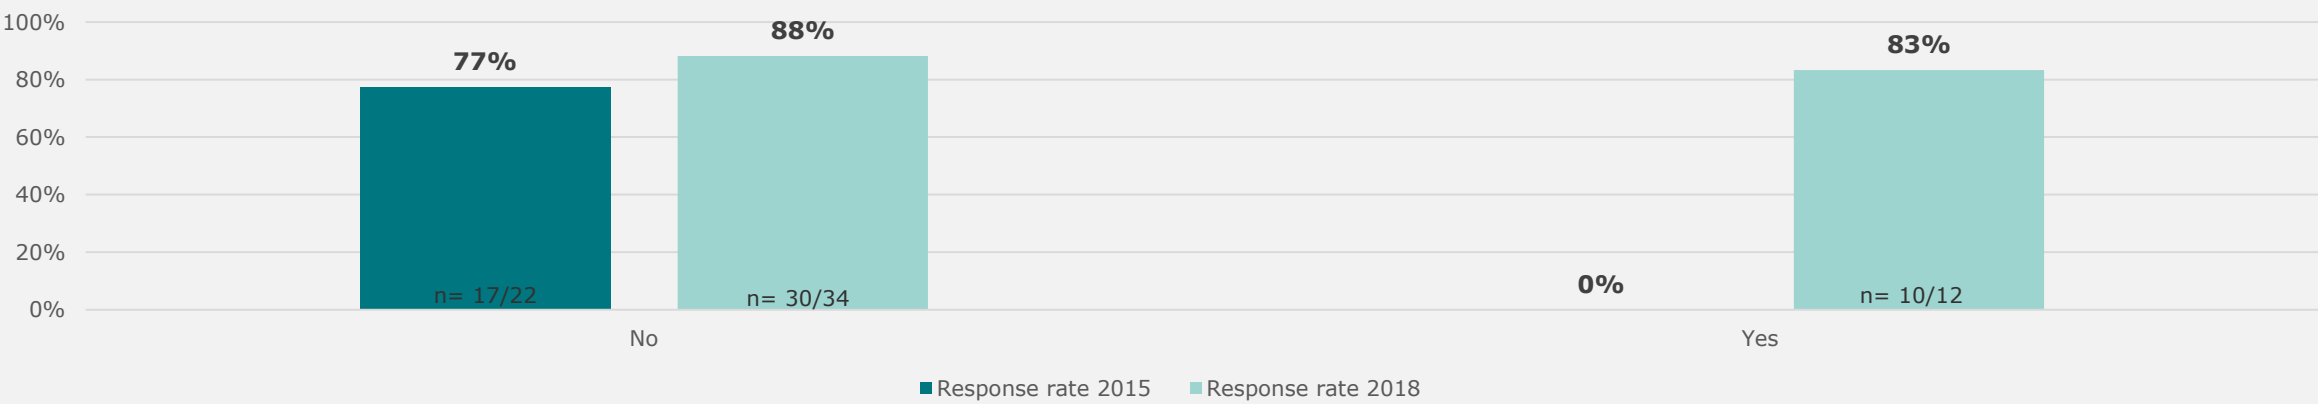 100%
80%
60%
40%
20%
0%
77%
88%
0%
83%
n= 17/22
n= 30/34
n= 10/12
No
Yes
Response rate 2015
Response rate 2018